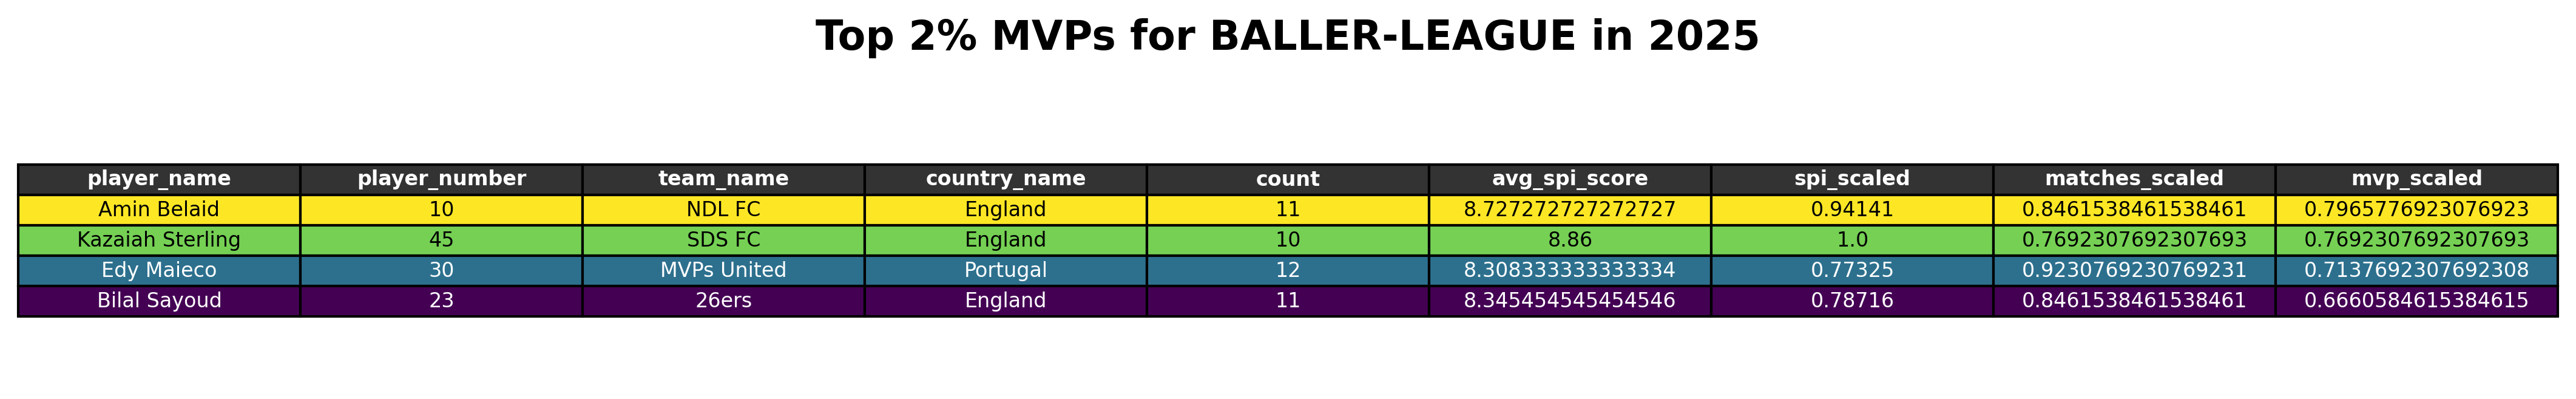 Top 2% MVPs for BALLER-LEAGUE in 2025
player_name player_number team_name country_name count avg_spi_score spi_scaled matches_scaled mvp_scaled
Amin Belaid 10 NDL FC England 11 8.727272727272727 0.94141 0.8461538461538461 0.7965776923076923
Kazaiah Sterling 45 SDS FC England 10 8.86 1.0 0.7692307692307693 0.7692307692307693
Edy Maieco 30 MVPs United Portugal 12 8.308333333333334 0.77325 0.9230769230769231 0.7137692307692308
Bilal Sayoud 23 26ers England 11 8.345454545454546 0.78716 0.8461538461538461 0.6660584615384615